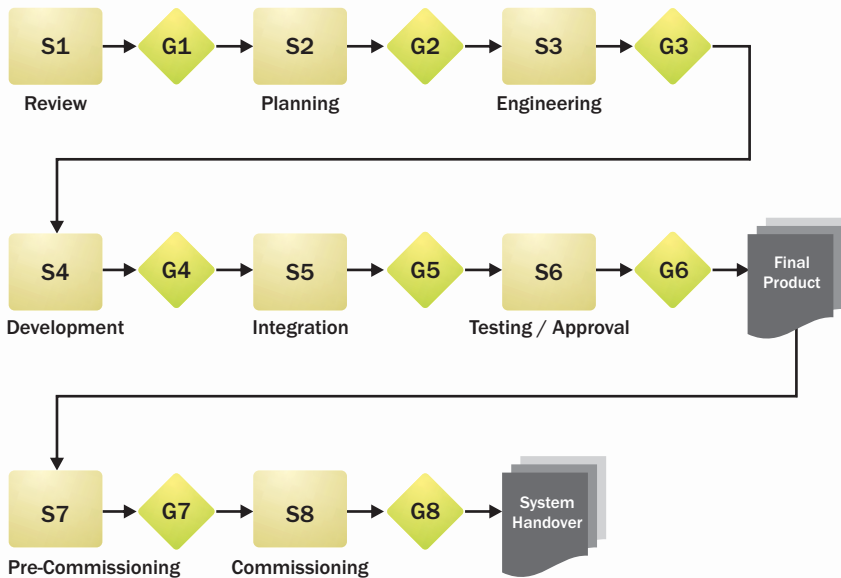 S1
G1
S2
G2
S3
G3
Review
Planning
Engineering
S4
G4
S5
G5
S6
G6
Final
Product
Development
Integration
Testing / Approval
S7
G7
S8
G8
System
Handover
Pre-Commissioning
Commissioning